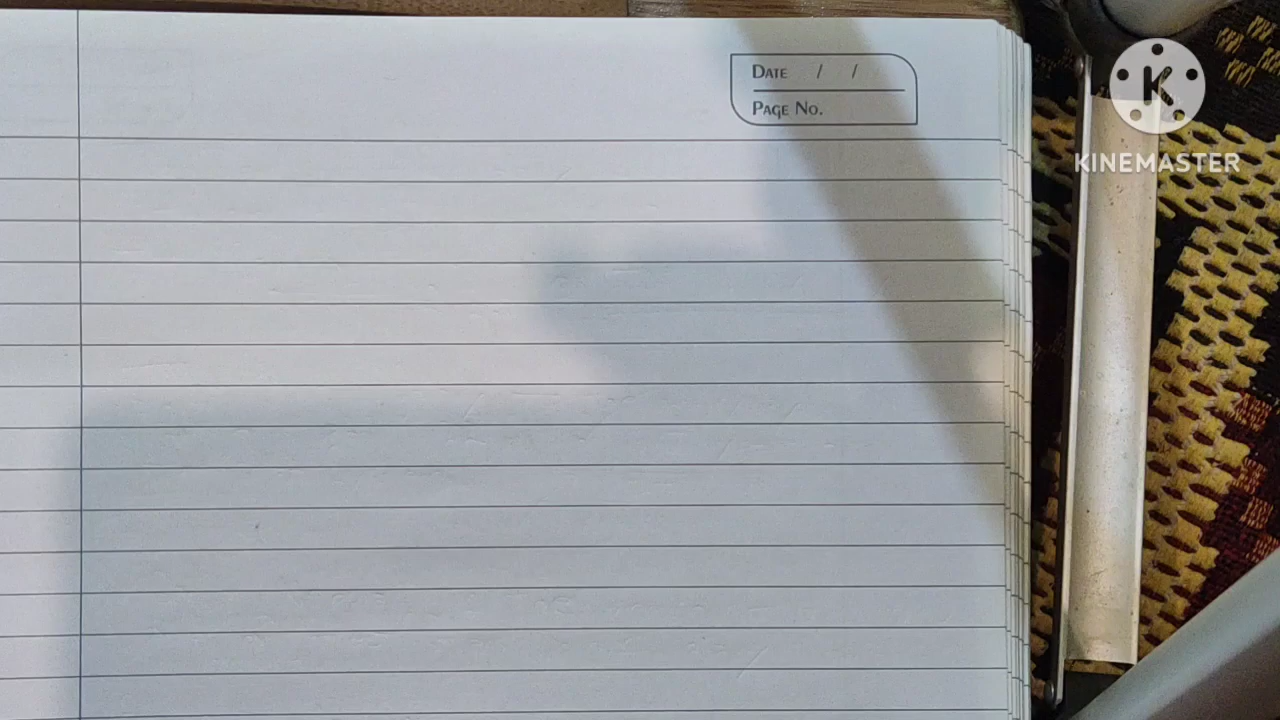 DATE / /
PAGE NO.
K
KINEMASTER